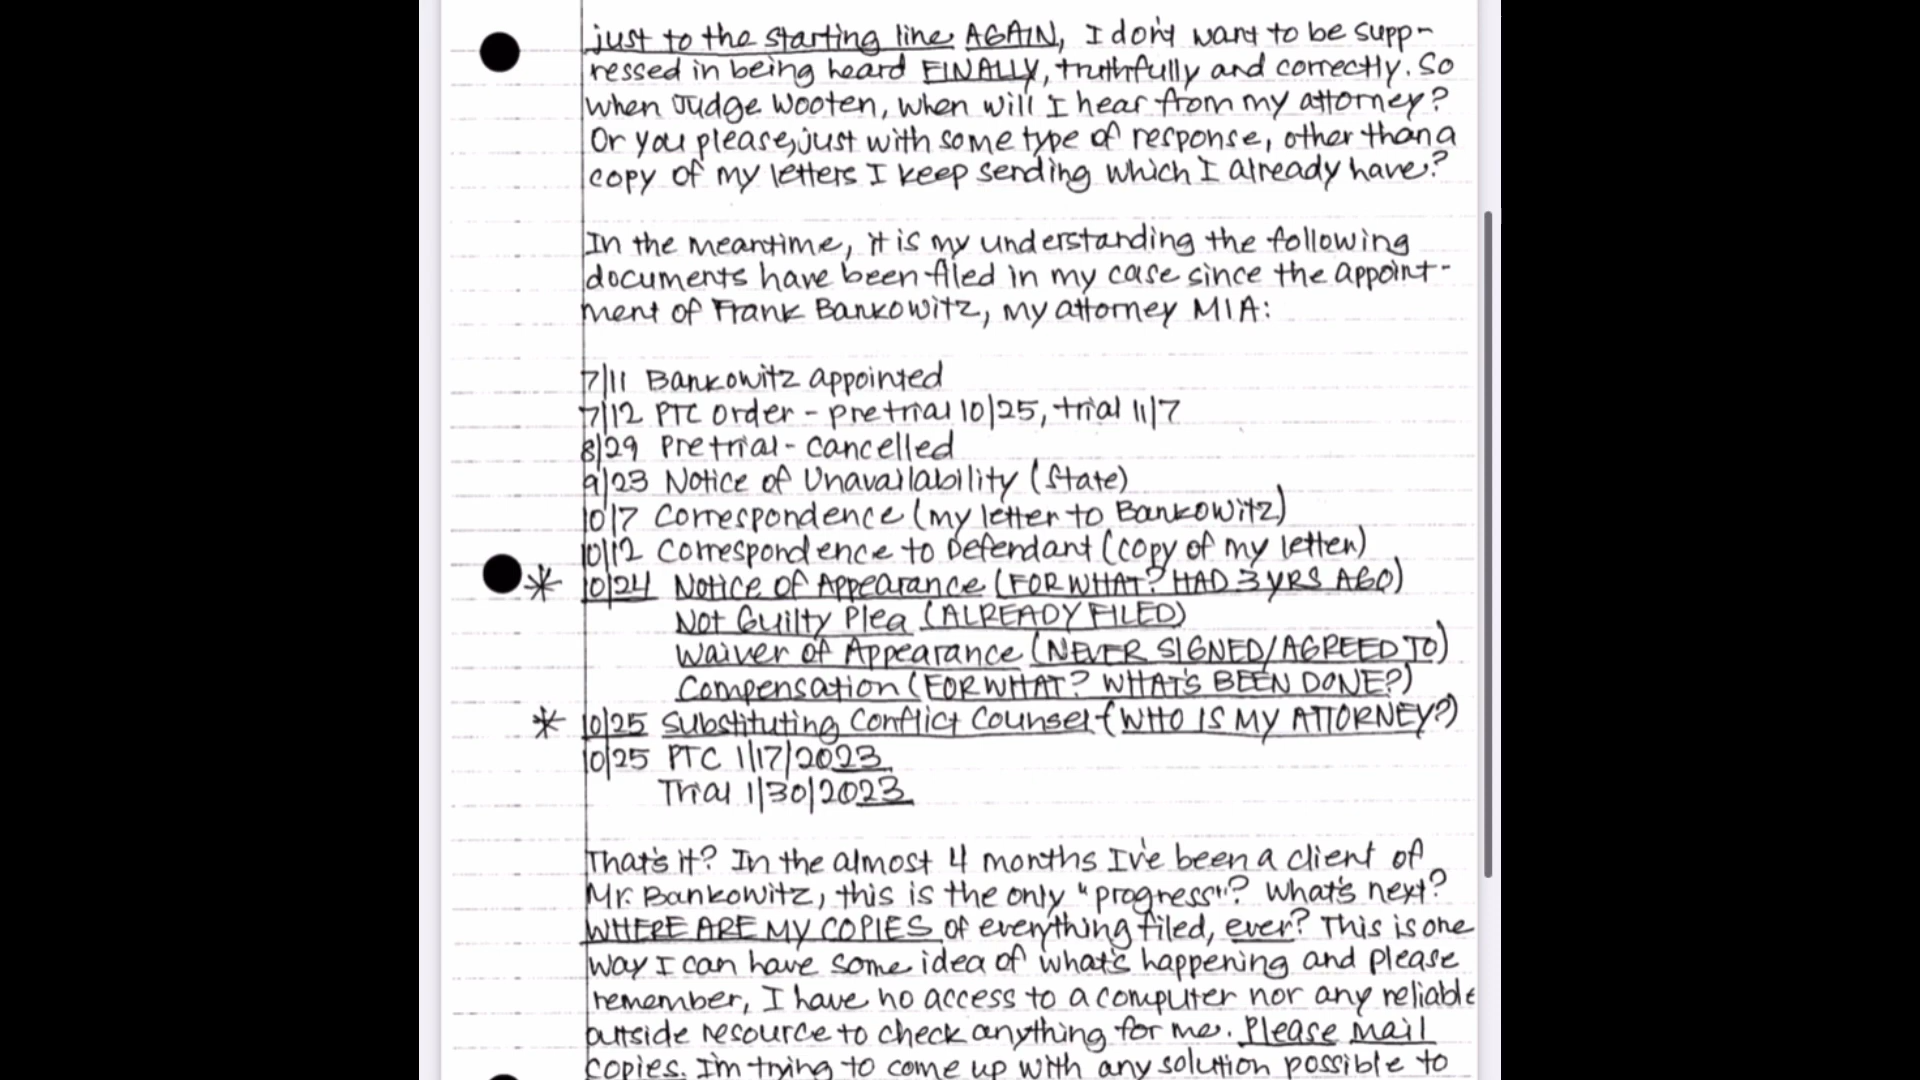 just to the starting line AGAIN, I don't want to be supp-
ressed in being heard FINALLY, truthfully and correctly. So
when Judge Wooten, when will I hear from my attorney?
Or you please, just with some type of response, other than a
copy of my letters I keep sending which I already have?
In the meantime, it is my understanding the following
documents have been filed in my case since the appoint-
ment of Frank Bankowitz, my attorney MIA:
7/11 Bankowitz appointed
7/12 PTC Order - pretrial 10/25, trial 11/7
8/29 Pretrial - cancelled
9/23 Notice of Unavailability (State)
10/7 Correspondence (my letter to Bankowitz)
10/12 Correspondence to Defendant (copy of my letter)
* 10/24 Notice of Appearance (FOR WHAT? HAD 3 YRS AGO)
Not Guilty Plea (ALREADY FILED)
Waiver of Appearance (NEVER SIGNED/AGREED TO)
Compensation (FOR WHAT? WHAT'S BEEN DONE?)
* 10/25 Substituting Conflict Counsel (WHO IS MY ATTORNEY?)
10/25 PTC 1/17/2023
Trial 1/30/2023
That's it? In the almost 4 months I've been a client of
Mr. Bankowitz, this is the only "progress"? What's next?
WHERE ARE MY COPIES of everything filed, ever? This is one
way I can have some idea of what's happening and please
remember, I have no access to a computer nor any reliable
outside resource to check anything for me. Please mail
copies. I'm trying to come up with any solution possible to